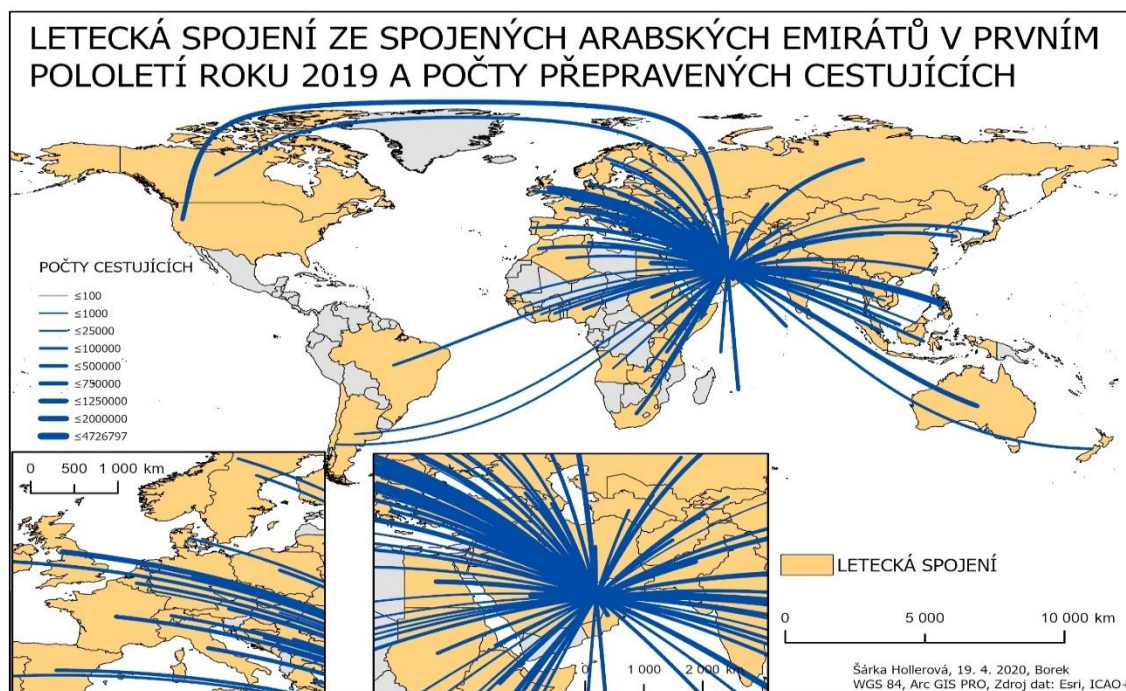 LETECKÁ SPOJENÍ ZE SPOJENÝCH ARABSKÝCH EMIRÁTŮ V PRVNÍM
POLOLETÍ ROKU 2019 A POČTY PŘEPRAVENÝCH CESTUJÍCÍCH
POČTY CESTUJÍCÍCH
≤100
≤1000
≤25000
≤100000
≤500000
≤750000
≤1250000
≤2000000
≤4726797
0 500 1 000 km
0 1 000 2 000 km
LETECKÁ SPOJENÍ
0 5 000 10 000 km
Šárka Hollerová, 19. 4. 2020, Borek
WGS 84, Arc GIS PRO, Zdroj dat: Esri, ICAO+